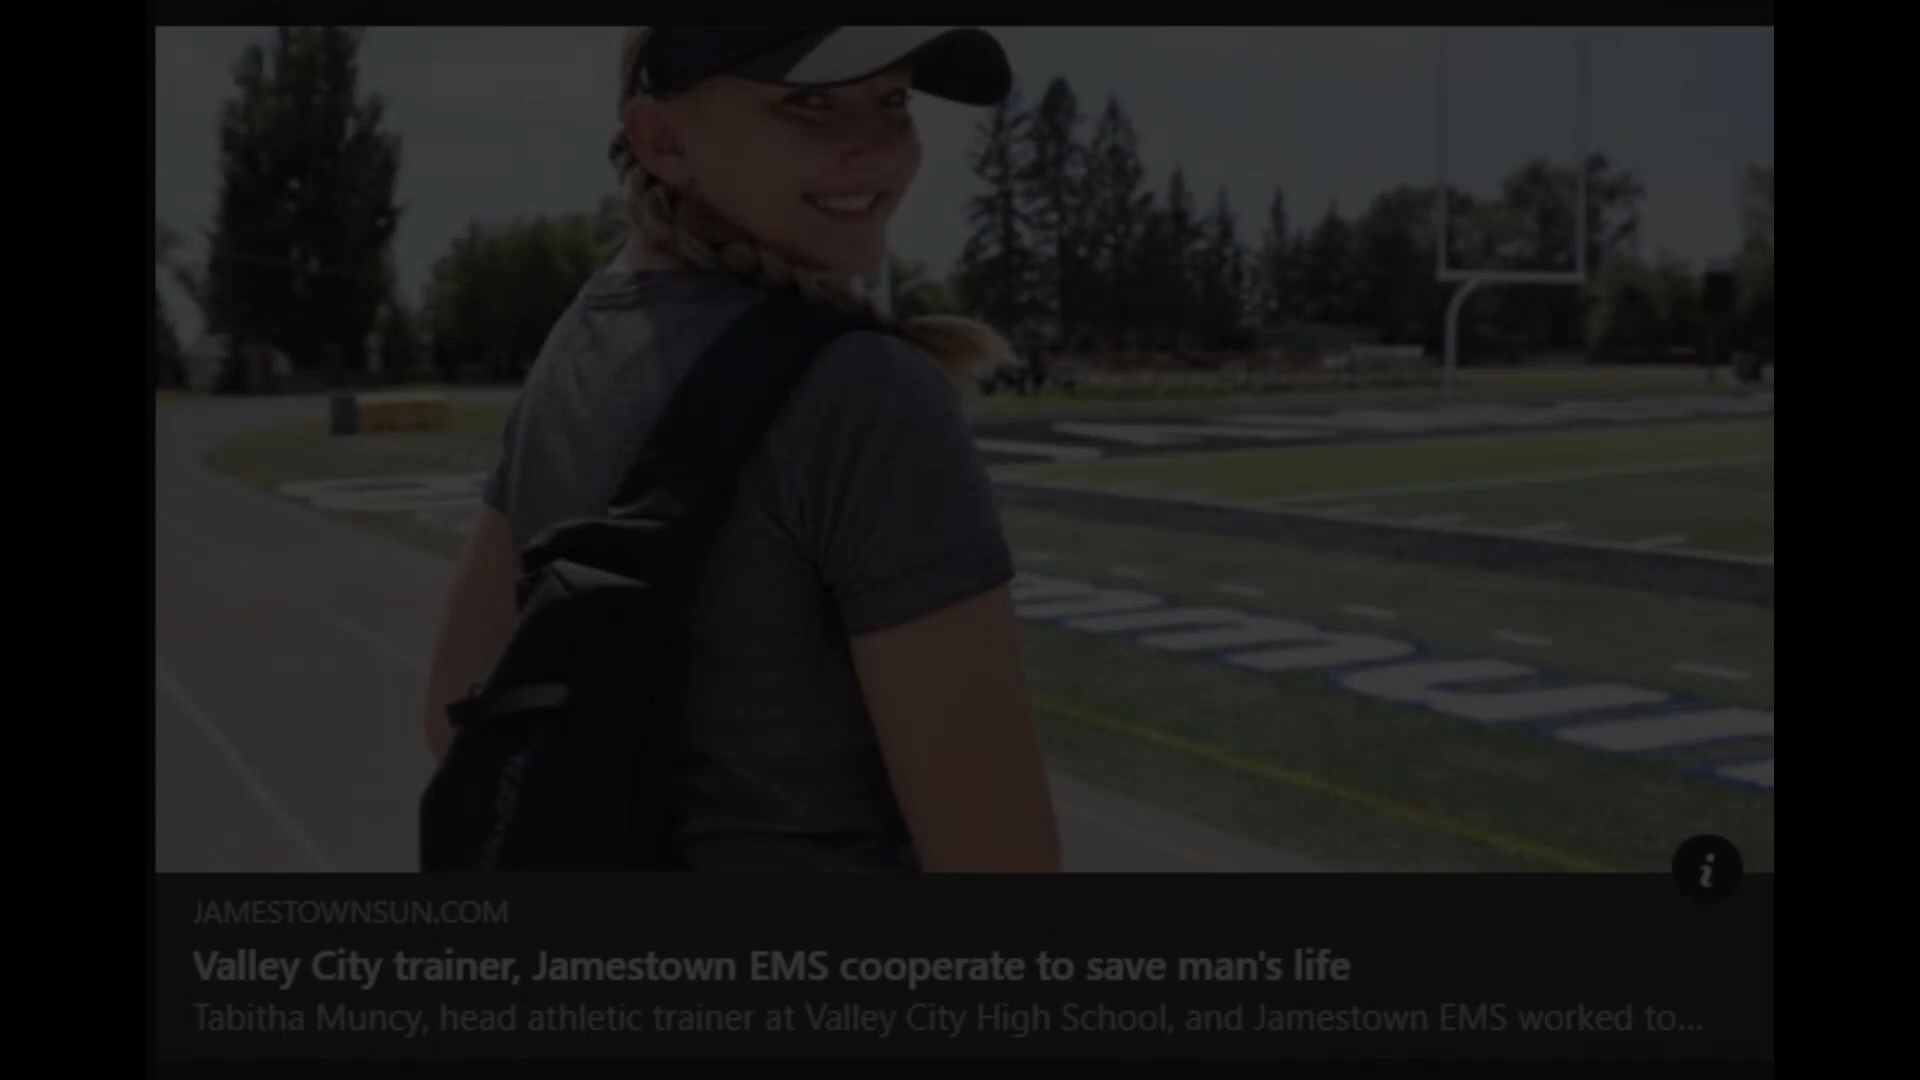 JAMESTOWNSUN.COM
Valley City trainer, Jamestown EMS cooperate to save man's life
Tabitha Muncy, head athletic trainer at Valley City High School, and Jamestown EMS worked to...